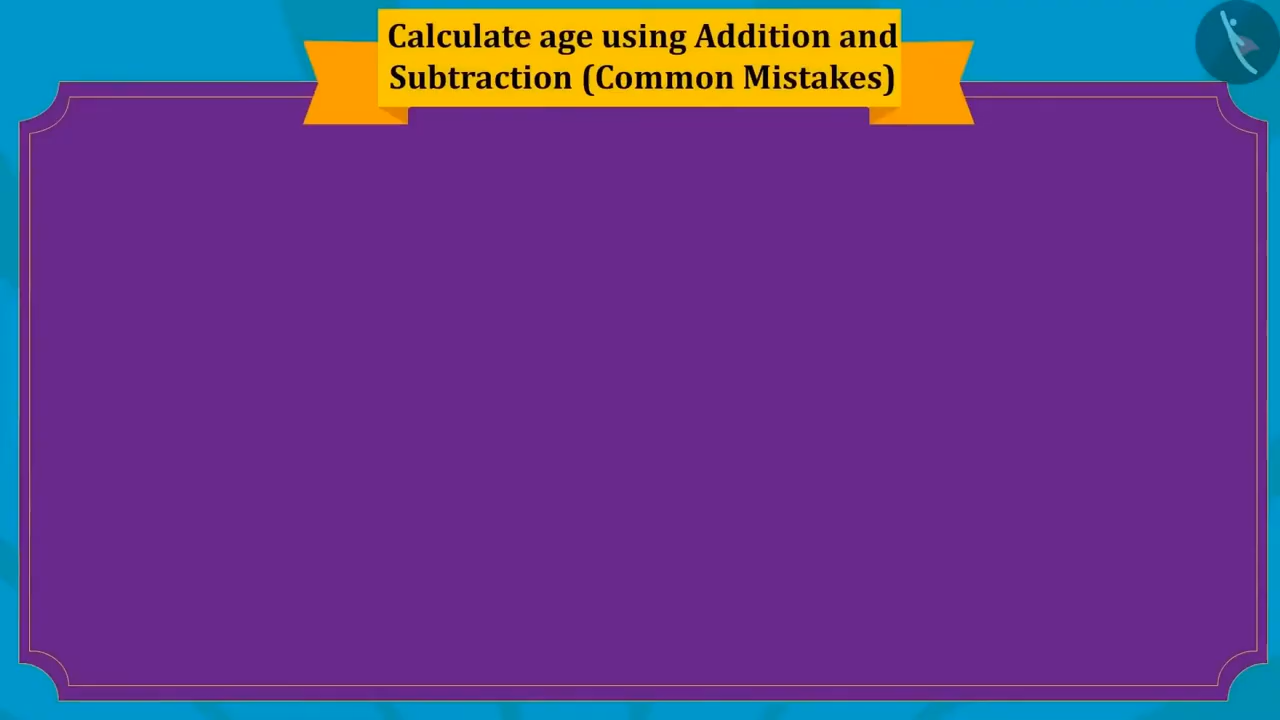 Calculate age using Addition and
Subtraction (Common Mistakes)